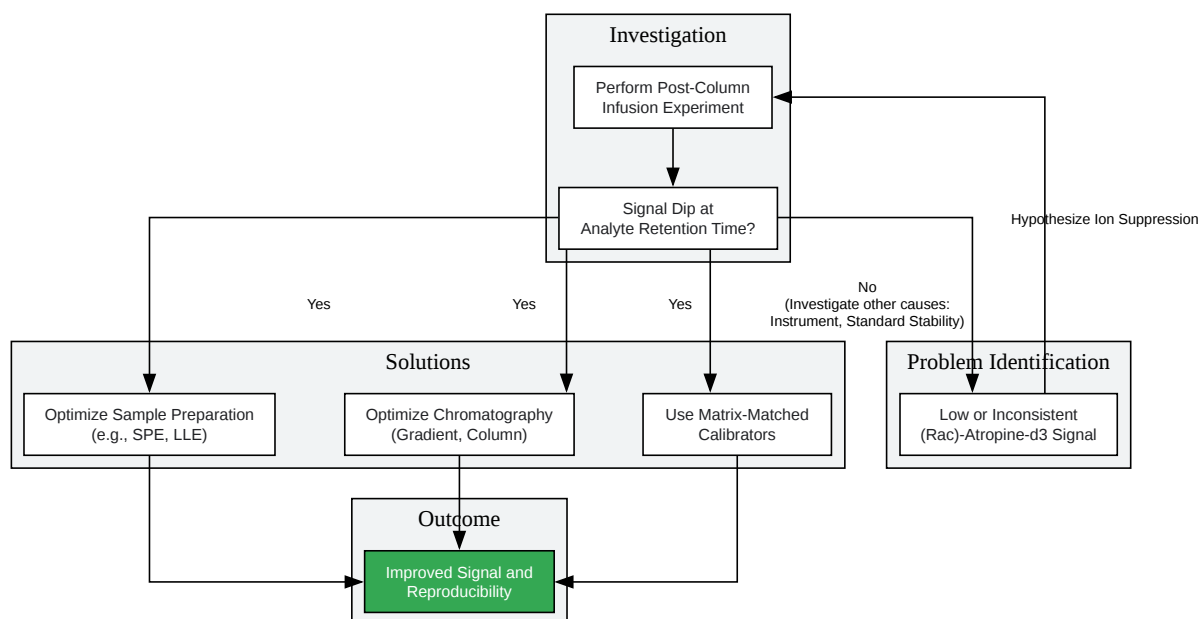 Investigation
Perform Post-Column
Infusion Experiment
Signal Dip at
Analyte Retention Time?
Hypothesize Ion Suppression
Yes
Yes
Yes
No
(Investigate other causes:
Instrument, Standard Stability)
Solutions
Problem Identification
Optimize Sample Preparation
(e.g., SPE, LLE)
Optimize Chromatography
(Gradient, Column)
Use Matrix-Matched
Calibrators
Low or Inconsistent
(Rac)-Atropine-d3 Signal
Outcome
Improved Signal and
Reproducibility